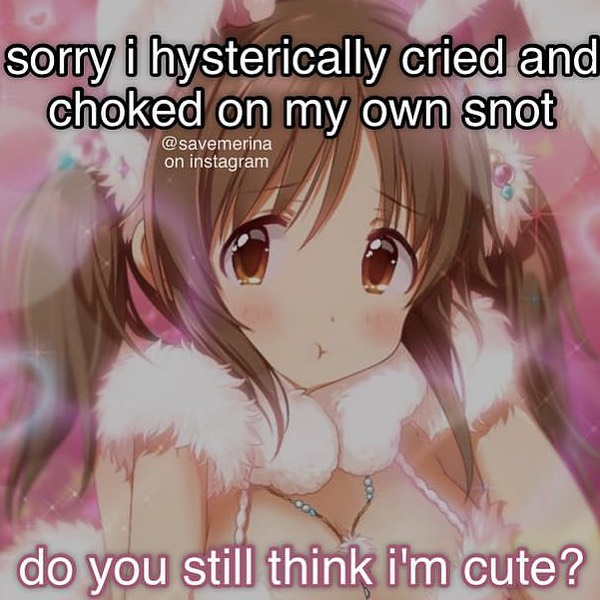 sorry i hysterically cried and
choked on my own snot
@savemerina
on instagram
do you still think i'm cute?